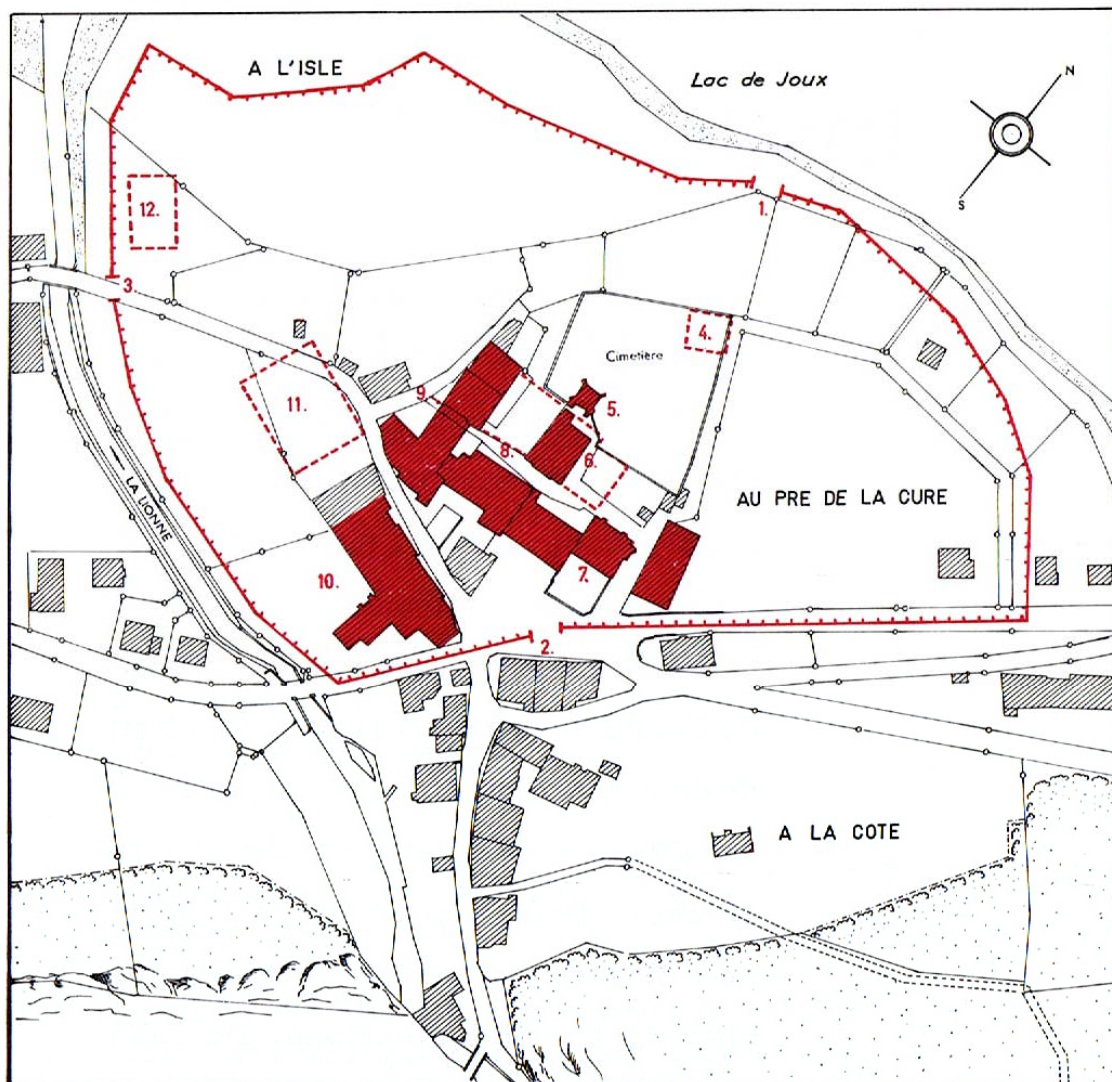 A L'ISLE
Lac de Joux
N
S
1.
12.
3.
4.
Cimetière
9.
5.
11.
8.
6.
AU PRE DE LA CURE
LA LIONNE
10.
7.
2.
A LA COTE